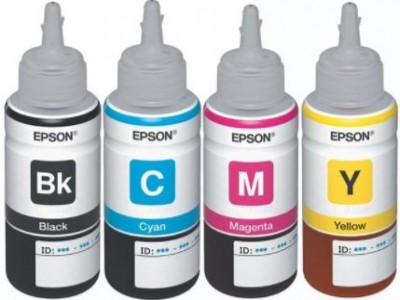 EPSON®
Bk
Black
ID:
EPSON®
C
Cyan
ID:
EPSON®
M
Magenta
ID:
EPSON®
Y
Yellow
ID: